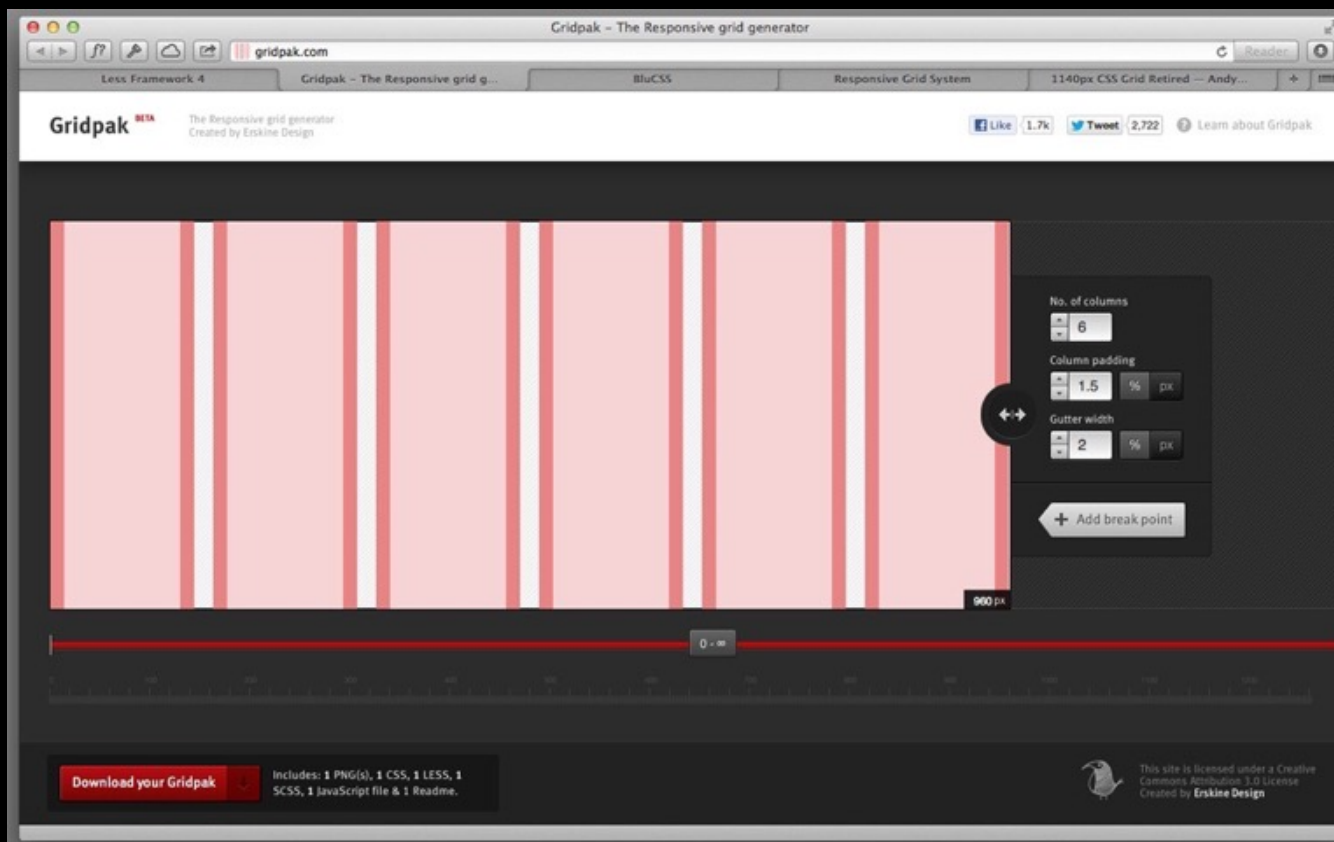 Gridpak – The Responsive grid generator
f?
gridpak.com
Reader
Less Framework 4
Gridpak – The Responsive grid g...
BluCSS
Responsive Grid System
1140px CSS Grid Retired — Andy...
Gridpak BETA
The Responsive grid generator
Created by Erskine Design
Like 1.7k Tweet 2,722 Learn about Gridpak
No. of columns
6
Column padding
1.5 % px
Gutter width
2 % px
+ Add break point
960 px
0 - ∞
Download your Gridpak
Includes: 1 PNG(s), 1 CSS, 1 LESS, 1
SCSS, 1 JavaScript file & 1 Readme.
This site is licensed under a Creative
Commons Attribution 3.0 License
Created by Erskine Design